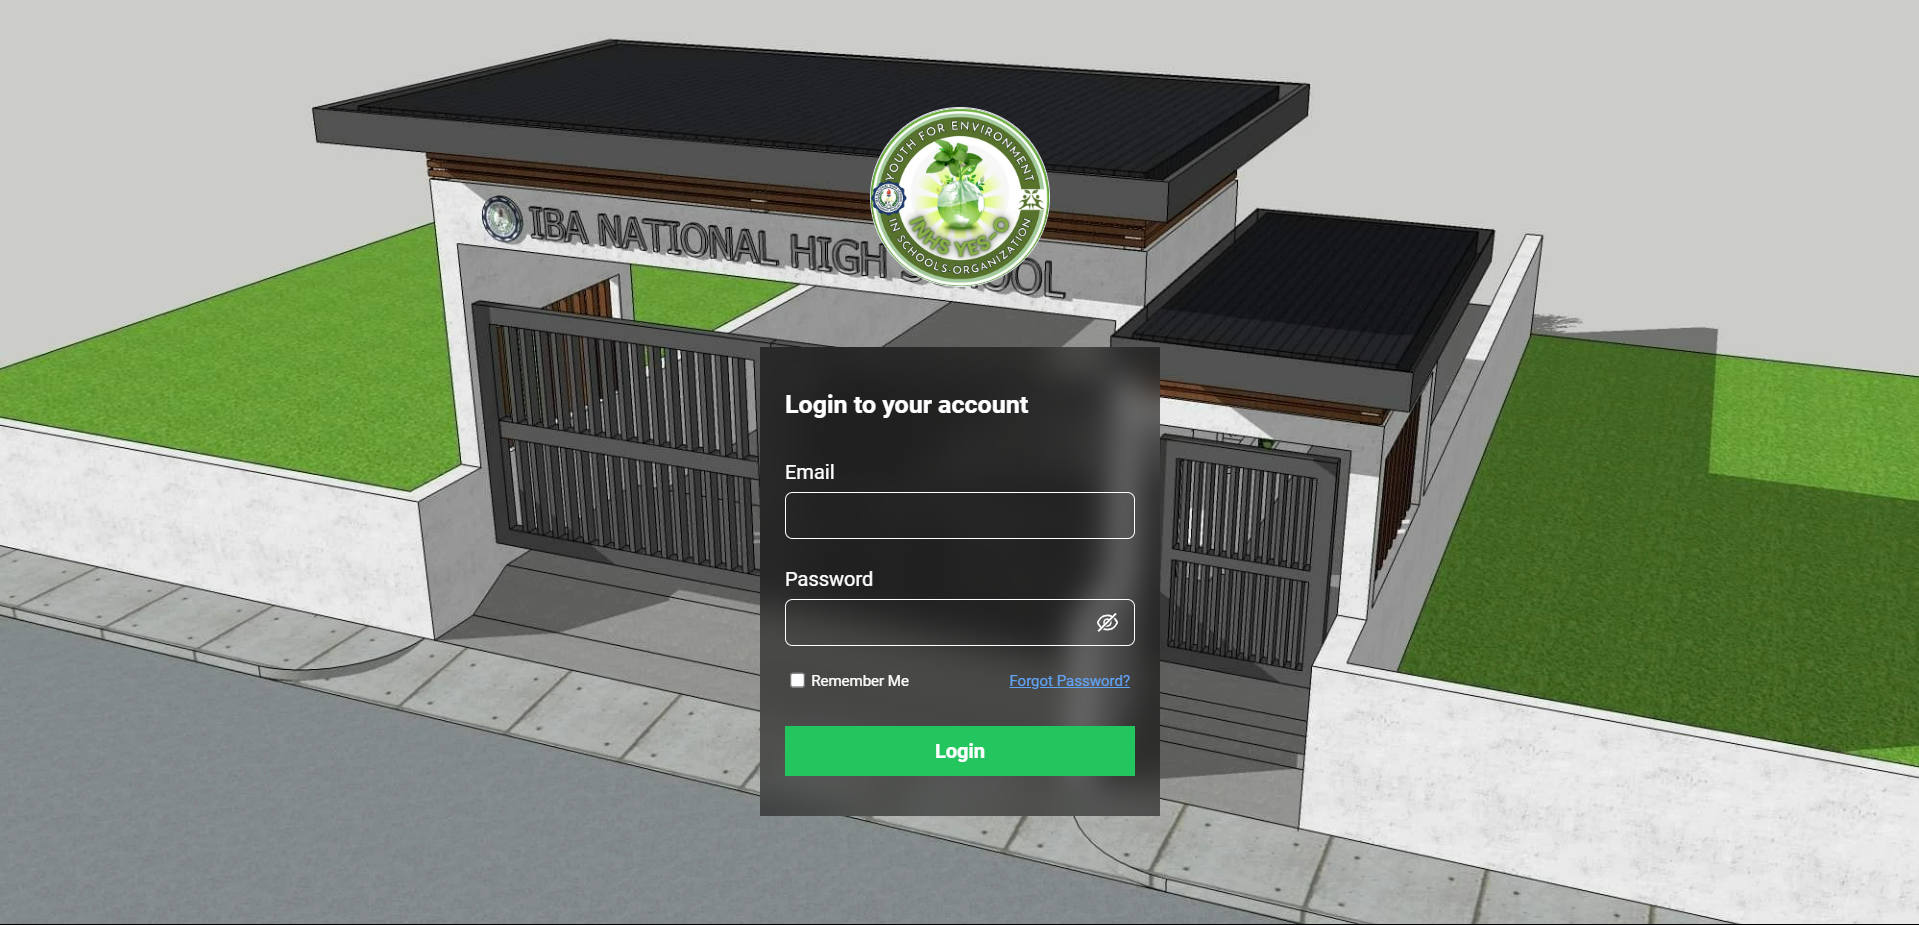 YOUTH FOR ENVIRONMENT
IN SCHOOLS-ORGANIZATION
INHS YES-O
IBA NATIONAL HIGH S OOL
Login to your account
Email
Password
Remember Me
Forgot Password?
Login